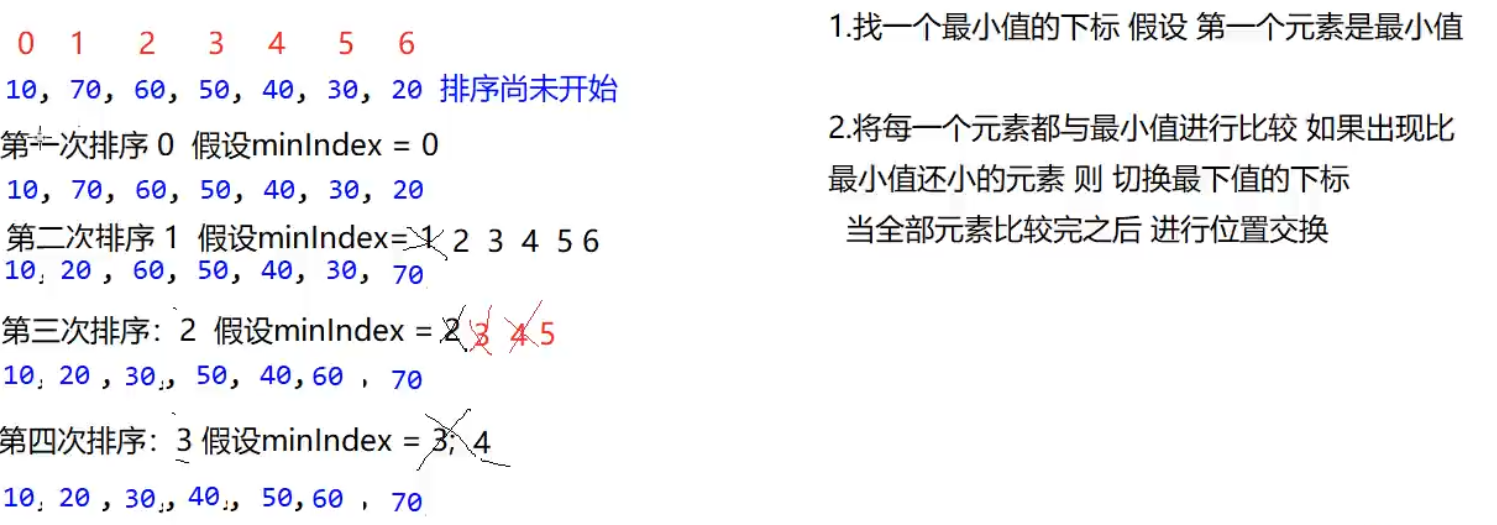 0 1 2 3 4 5 6
10, 70, 60, 50, 40, 30, 20 排序尚未开始
第一次排序 0 假设minIndex = 0
10, 70, 60, 50, 40, 30, 20
第二次排序 1 假设minIndex= 1 2 3 4 5 6
10, 20 , 60, 50, 40, 30, 70
第三次排序：2 假设minIndex = 2 3 4 5
10, 20 , 30,, 50, 40,60 , 70
第四次排序：3 假设minIndex = 3; 4
10, 20 , 30,, 40,, 50,60 , 70
1.找一个最小值的下标 假设 第一个元素是最小值
2.将每一个元素都与最小值进行比较 如果出现比
最小值还小的元素 则 切换最下值的下标
当全部元素比较完之后 进行位置交换